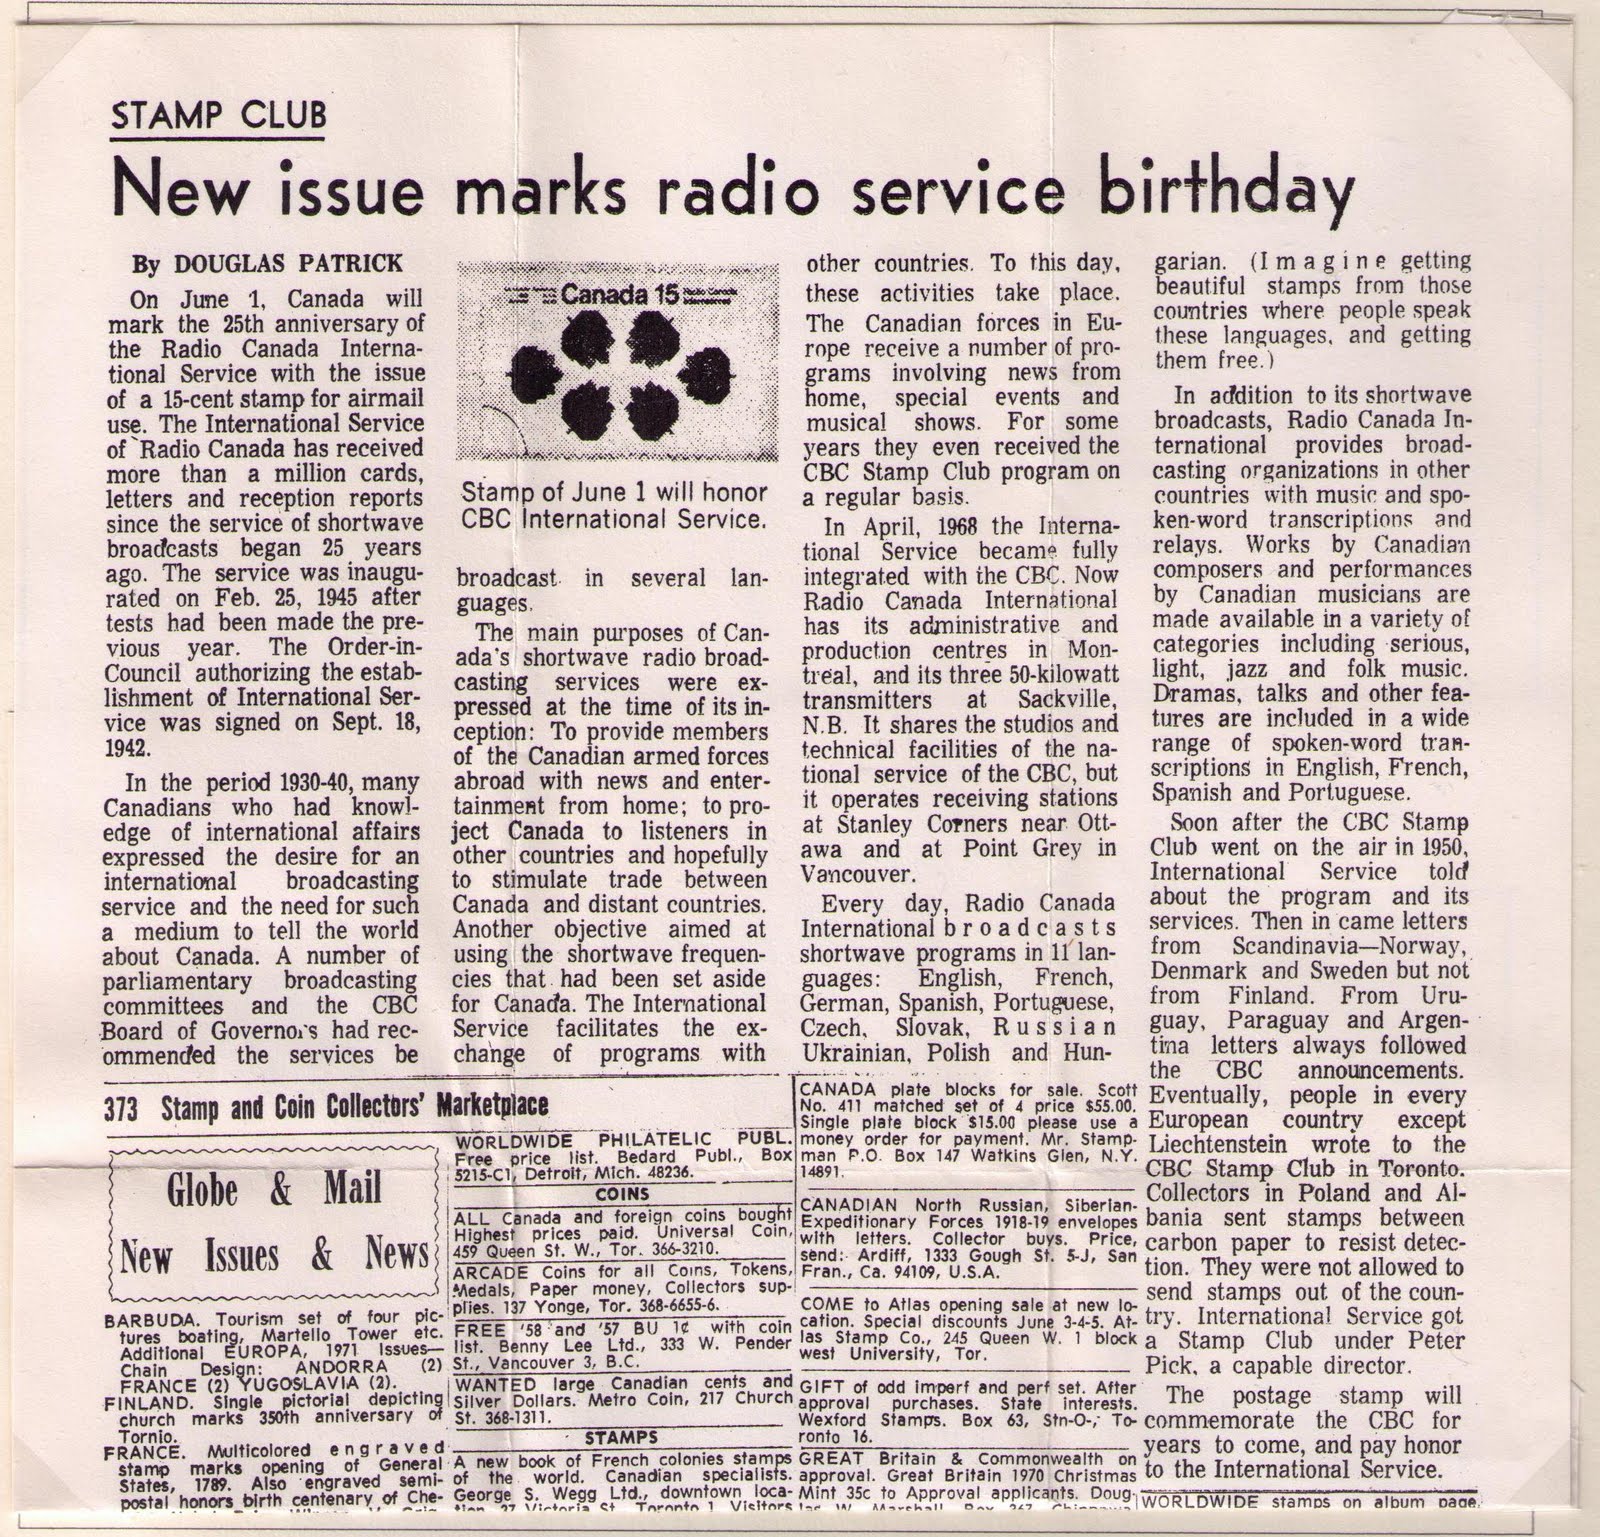 STAMP CLUB
New issue marks radio service birthday
By DOUGLAS PATRICK
On June 1, Canada will
mark the 25th anniversary of
the Radio Canada Interna-
tional Service with the issue
of a 15-cent stamp for airmail
use. The International Service
of Radio Canada has received
more than a million cards,
letters and reception reports
since the service of shortwave
broadcasts began 25 years
ago. The service was inaugu-
rated on Feb. 25, 1945 after
tests had been made the pre-
vious year. The Order-in-
Council authorizing the estab-
lishment of International Ser-
vice was signed on Sept. 18,
1942.
In the period 1930-40, many
Canadians who had knowl-
edge of international affairs
expressed the desire for an
international broadcasting
service and the need for such
a medium to tell the world
about Canada. A number of
parliamentary broadcasting
committees and the CBC
Board of Governors had rec-
ommended the services be
Canada 15
Stamp of June 1 will honor
CBC International Service.
broadcast in several lan-
guages.
The main purposes of Can-
ada's shortwave radio broad-
casting services were ex-
pressed at the time of its in-
ception: To provide members
of the Canadian armed forces
abroad with news and enter-
tainment from home; to pro-
ject Canada to listeners in
other countries and hopefully
to stimulate trade between
Canada and distant countries.
Another objective aimed at
using the shortwave frequen-
cies that had been set aside
for Canada. The International
Service facilitates the ex-
change of programs with
other countries. To this day,
these activities take place.
The Canadian forces in Eu-
rope receive a number of pro-
grams involving news from
home, special events and
musical shows. For some
years they even received the
CBC Stamp Club program on
a regular basis.
In April, 1968 the Interna-
tional Service became fully
integrated with the CBC. Now
Radio Canada International
has its administrative and
production centres in Mon-
treal, and its three 50-kilowatt
transmitters at Sackville,
N.B. It shares the studios and
technical facilities of the na-
tional service of the CBC, but
it operates receiving stations
at Stanley Corners near Ott-
awa and at Point Grey in
Vancouver.
Every day, Radio Canada
International broadcasts
shortwave programs in 11 lan-
guages: English, French,
German, Spanish, Portuguese,
Czech, Slovak, Russian
Ukrainian, Polish and Hun-
garian. (Imagine getting
beautiful stamps from those
countries where people speak
these languages, and getting
them free.)
In addition to its shortwave
broadcasts, Radio Canada In-
ternational provides broad-
casting organizations in other
countries with music and spo-
ken-word transcriptions and
relays. Works by Canadian
composers and performances
by Canadian musicians are
made available in a variety of
categories including serious,
light, jazz and folk music.
Dramas, talks and other fea-
tures are included in a wide
range of spoken-word tran-
scriptions in English, French,
Spanish and Portuguese.
Soon after the CBC Stamp
Club went on the air in 1950,
International Service told
about the program and its
services. Then in came letters
from Scandinavia—Norway,
Denmark and Sweden but not
from Finland. From Uru-
guay, Paraguay and Argen-
tina letters always followed
the CBC announcements.
Eventually, people in every
European country except
Liechtenstein wrote to the
CBC Stamp Club in Toronto.
Collectors in Poland and Al-
bania sent stamps between
carbon paper to resist detec-
tion. They were not allowed to
send stamps out of the coun-
try. International Service got
a Stamp Club under Peter
Pick, a capable director.
The postage stamp will
commemorate the CBC for
years to come, and pay honor
to the International Service.
373 Stamp and Coin Collectors' Marketplace
Globe & Mail
New Issues & News
BARBUDA. Tourism set of four pic-
tures boating, Martello Tower etc.
Additional EUROPA, 1971 Issues—
Chain Design: ANDORRA (2)
FRANCE (2) YUGOSLAVIA (2).
FINLAND. Single pictorial depicting
church marks 350th anniversary of
Tornio.
FRANCE. Multicolored engraved
stamp marks opening of General
States, 1789. Also engraved semi-
postal honors birth centenary of Che-
WORLDWIDE PHILATELIC PUBL.
Free price list. Bedard Publ., Box
5215-C1, Detroit, Mich. 48236.
COINS
ALL Canada and foreign coins bought
Highest prices paid. Universal Coin,
459 Queen St. W., Tor. 366-3210.
ARCADE Coins for all Coins, Tokens,
Medals, Paper money, Collectors sup-
plies. 137 Yonge, Tor. 368-6655-6.
FREE '58 and '57 BU 1¢ with coin
list. Benny Lee Ltd., 333 W. Pender
St., Vancouver 3, B.C.
WANTED large Canadian cents and
Silver Dollars. Metro Coin, 217 Church
St. 368-1311.
STAMPS
A new book of French colonies stamps
of the world. Canadian specialists.
George S. Wegg Ltd., downtown loca-
tion 37 Victoria St. Toronto 1 Visitors
CANADA plate blocks for sale. Scott
No. 411 matched set of 4 price $55.00.
Single plate block $15.00 please use a
money order for payment. Mr. Stamp-
man P.O. Box 147 Watkins Glen, N.Y.
14891.
CANADIAN North Russian, Siberian-
Expeditionary Forces 1918-19 envelopes
with letters. Collector buys. Price,
send: Ardiff, 1333 Gough St. 5-J, San
Fran., Ca. 94109, U.S.A.
COME to Atlas opening sale at new lo-
cation. Special discounts June 3-4-5. At-
las Stamp Co., 245 Queen W. 1 block
west University, Tor.
GIFT of odd imperf and perf set. After
approval purchases. State interests.
Wexford Stamps. Box 63, Stn-O-, To-
ronto 16.
GREAT Britain & Commonwealth on
approval. Great Britain 1970 Christmas
Mint 35c to Approval applicants. Doug-
las W. Marshall, Box 367
WORLDWIDE stamps on album page,